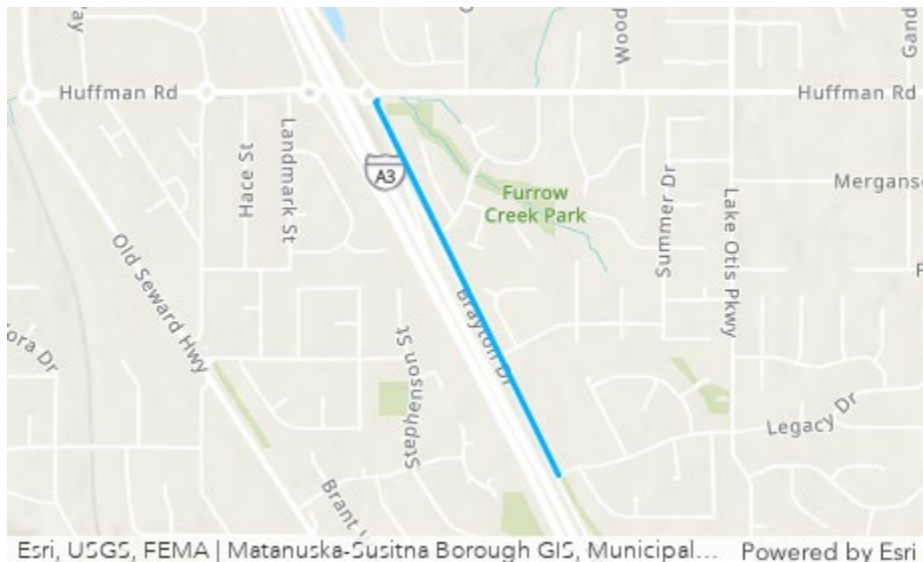 Huffman Rd
Huffman Rd
Hace St
Landmark St
A3
Furrow
Creek Park
Summer Dr
Lake Otis Pkwy
Old Seward Hwy
Brayton Dr
Stephenson St
Legacy Dr
Esri, USGS, FEMA | Matanuska-Susitna Borough GIS, Municipal...
Powered by Esri